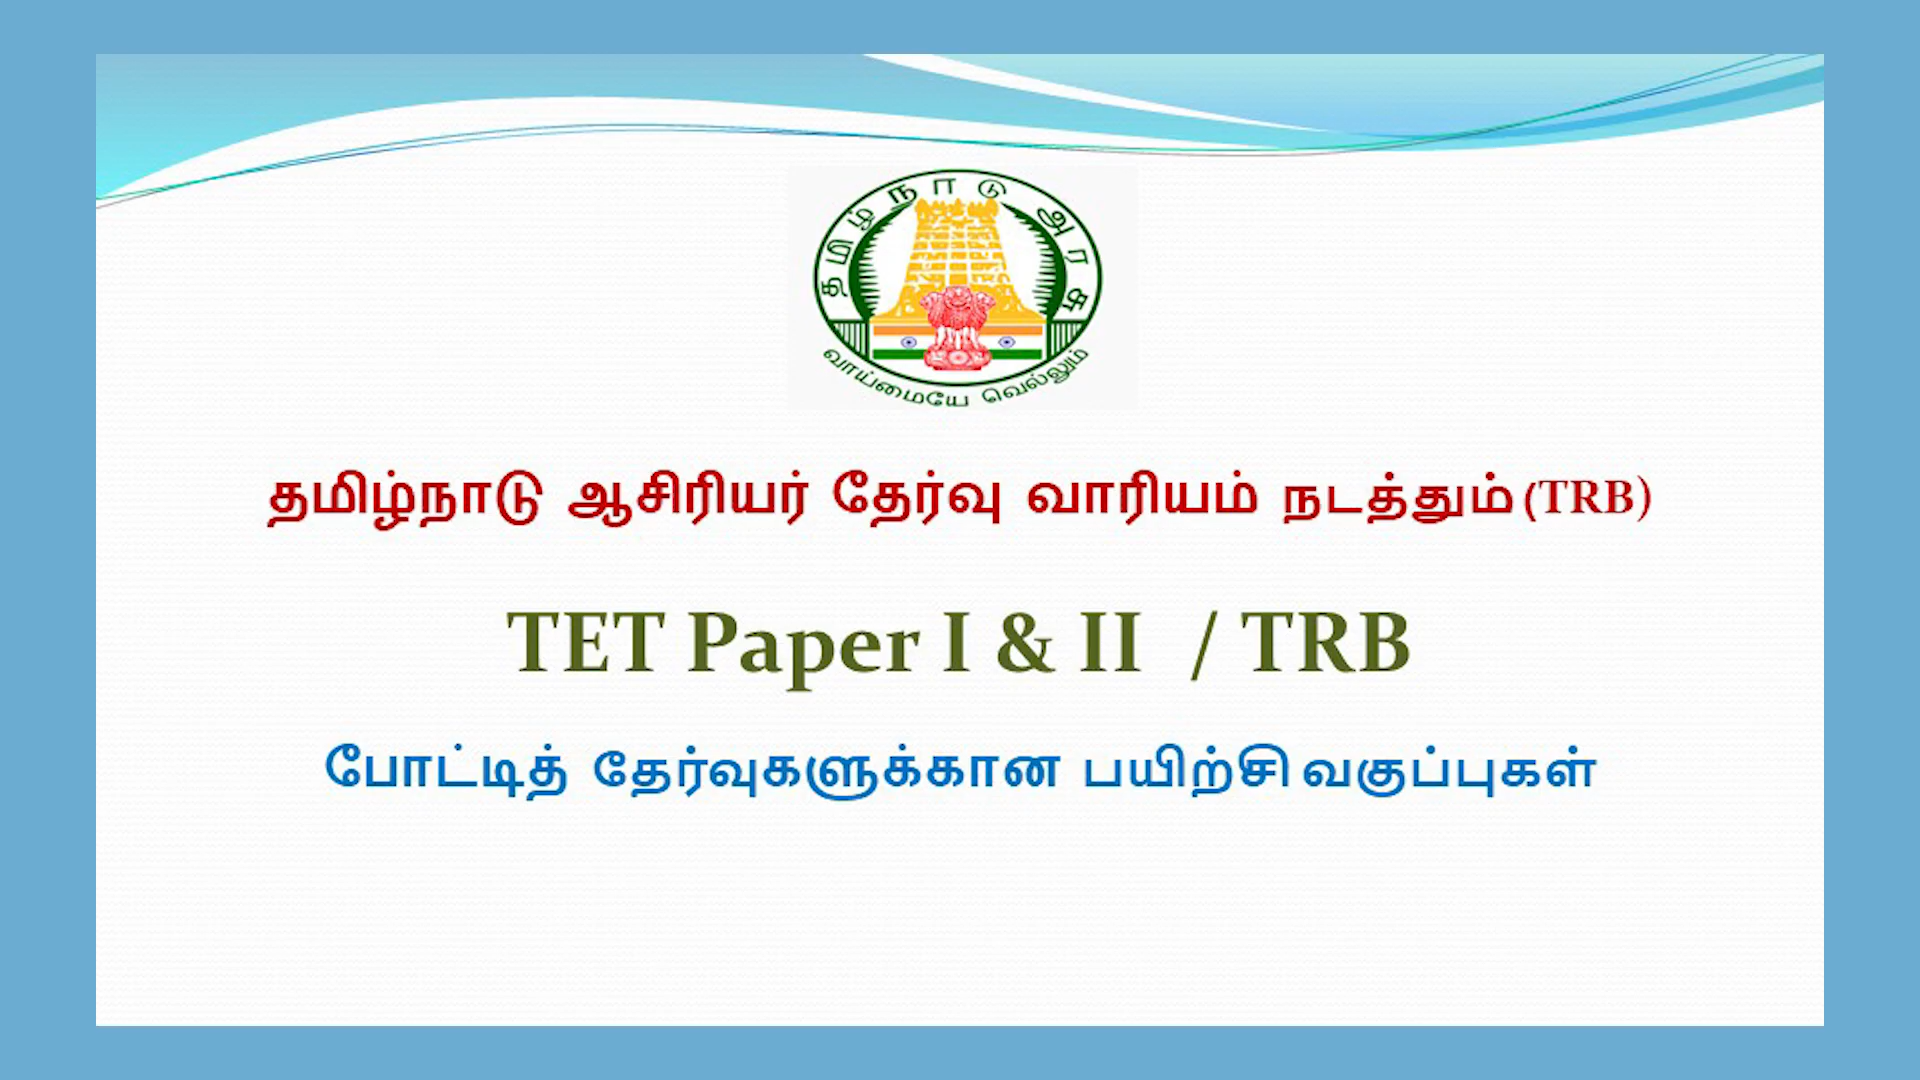 தமிழ்நாடு அரசு
வாய்மையே வெல்லும்
தமிழ்நாடு ஆசிரியர் தேர்வு வாரியம் நடத்தும் (TRB)
TET Paper I & II / TRB
போட்டித் தேர்வுகளுக்கான பயிற்சி வகுப்புகள்